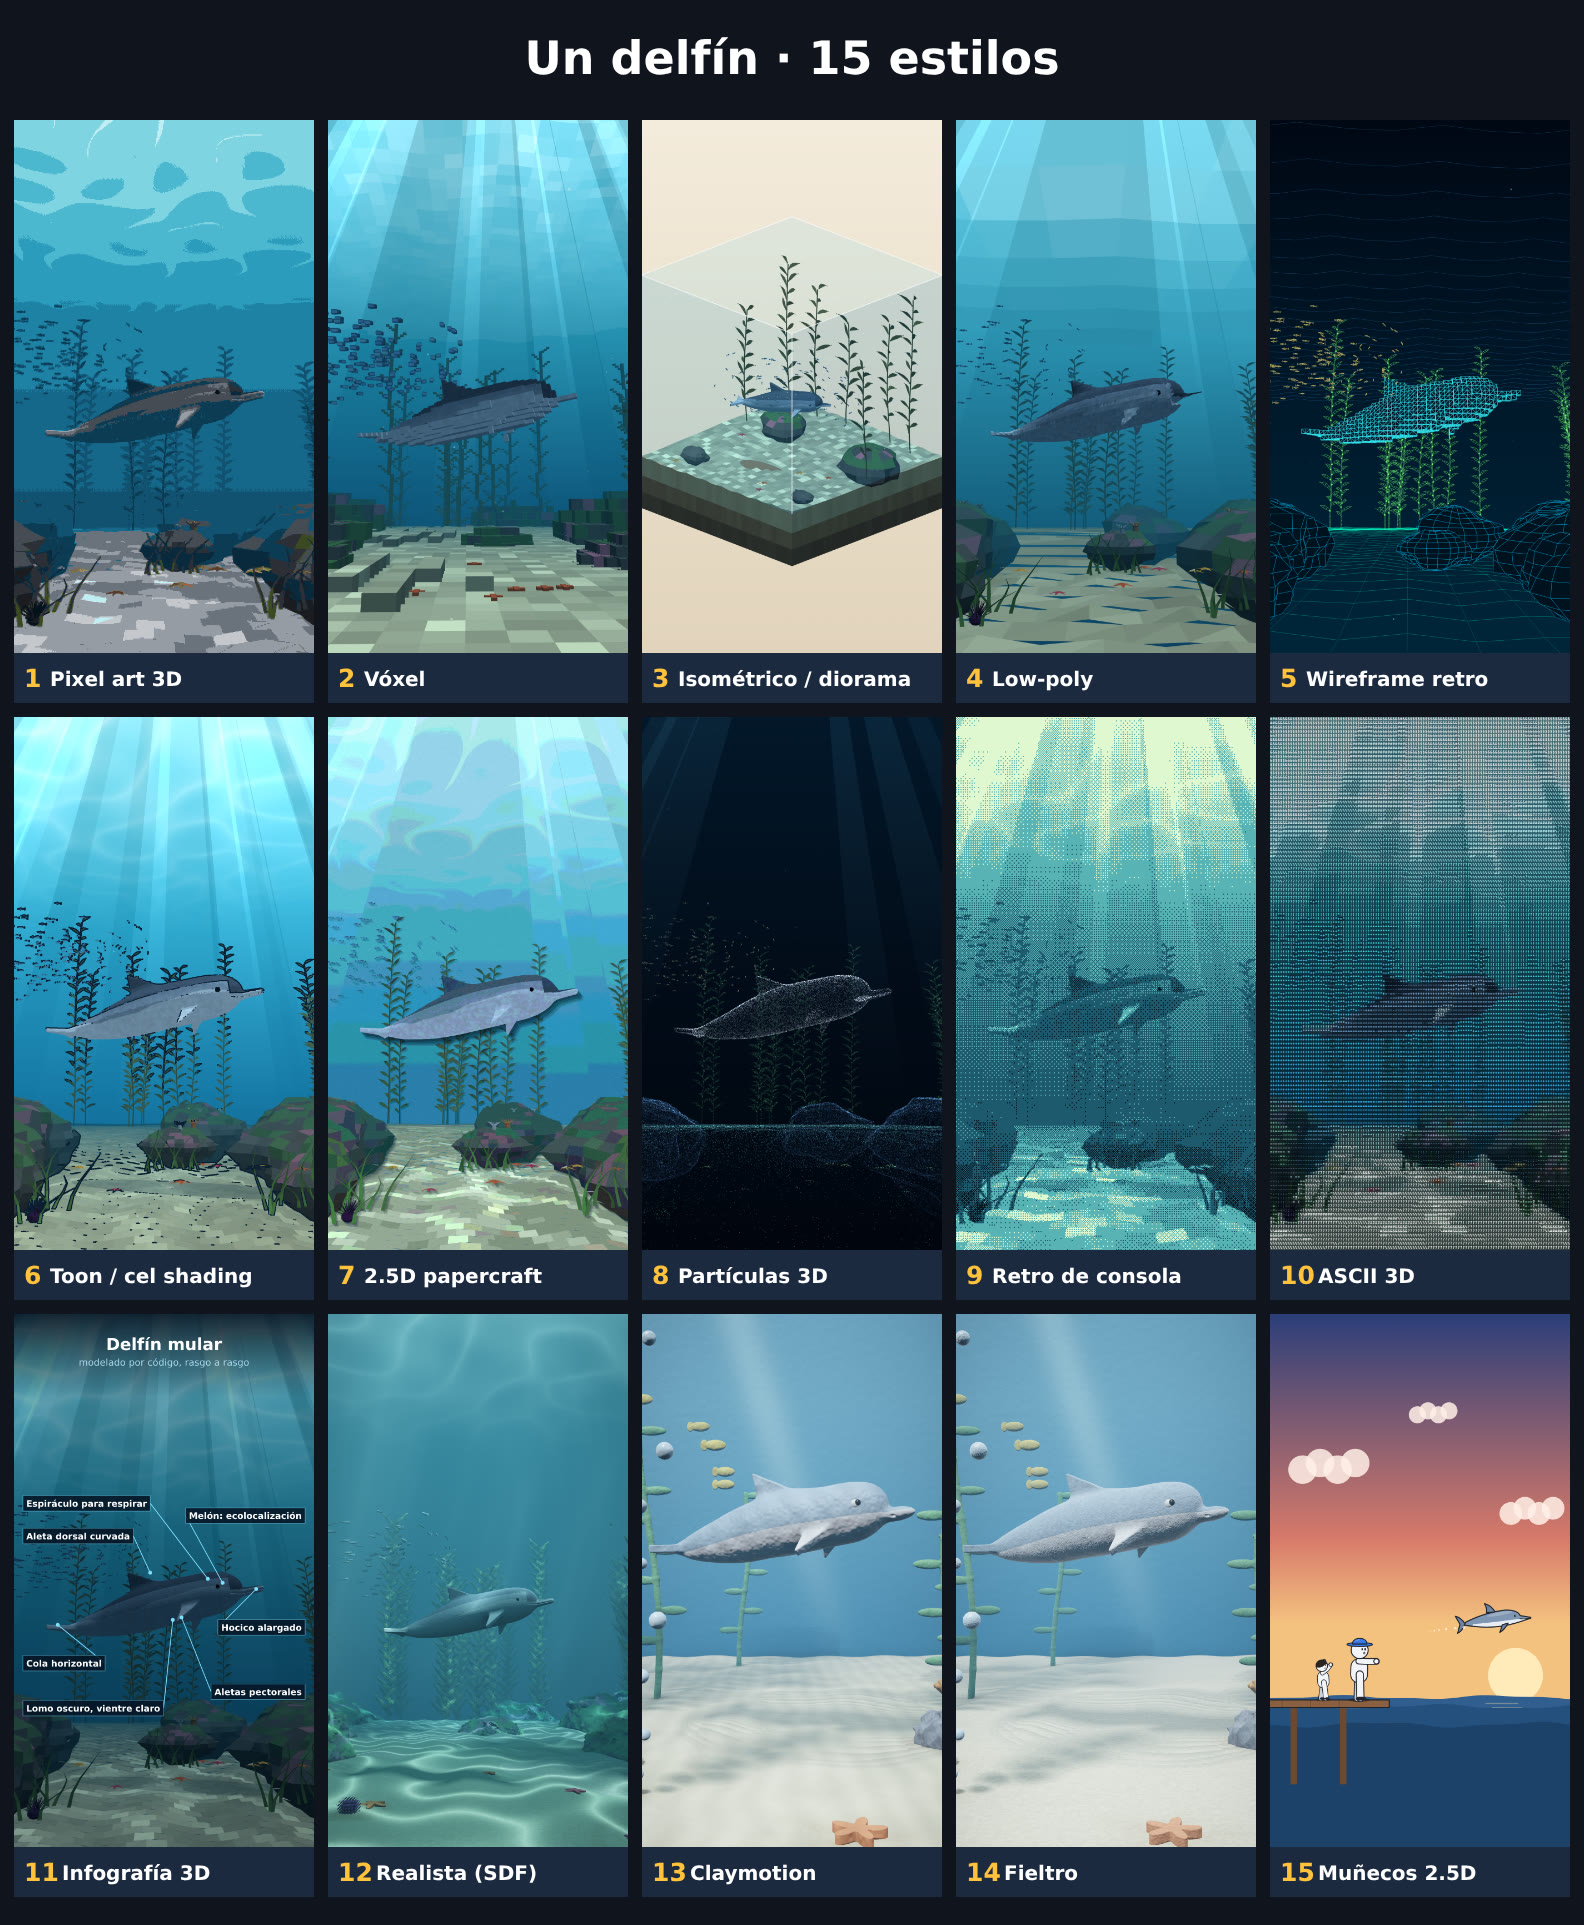 Un delfín · 15 estilos
1 Pixel art 3D
2 Vóxel
3 Isométrico / diorama
4 Low-poly
5 Wireframe retro
6 Toon / cel shading
7 2.5D papercraft
8 Partículas 3D
9 Retro de consola
10 ASCII 3D
Delfín mular
modelado por código, rasgo a rasgo
Espiráculo para respirar
Melón: ecolocalización
Aleta dorsal curvada
Hocico alargado
Cola horizontal
Aletas pectorales
Lomo oscuro, vientre claro
11 Infografía 3D
12 Realista (SDF)
13 Claymotion
14 Fieltro
15 Muñecos 2.5D